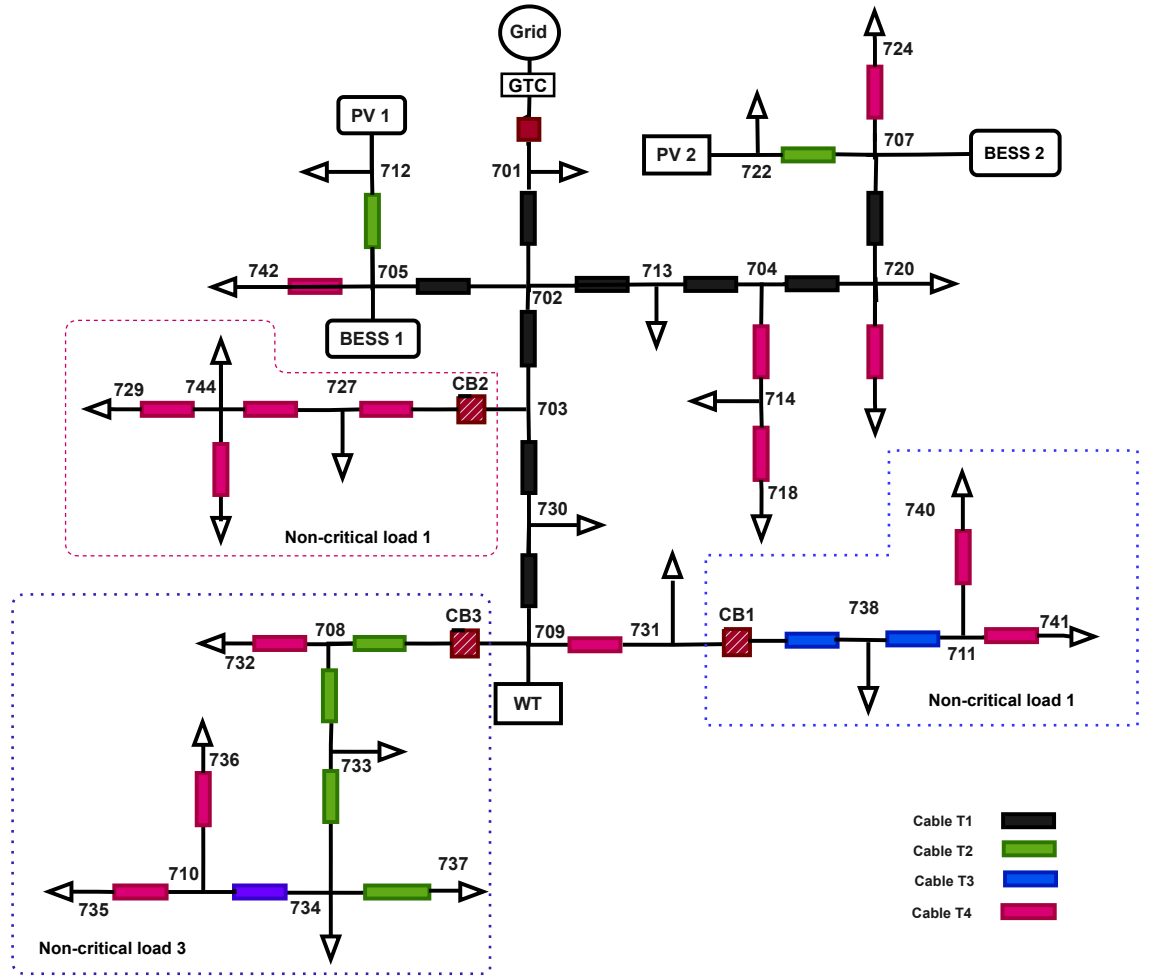 Grid
GTC
724
PV 1
PV 2
707
BESS 2
701
712
722
742
705
702
713
704
720
BESS 1
CB2
729
744
727
703
714
718
730
740
Non-critical load 1
CB3
CB1
738
741
708
709
731
732
711
WT
Non-critical load 1
736
733
710
737
735
734
Non-critical load 3
Cable T1
Cable T2
Cable T3
Cable T4